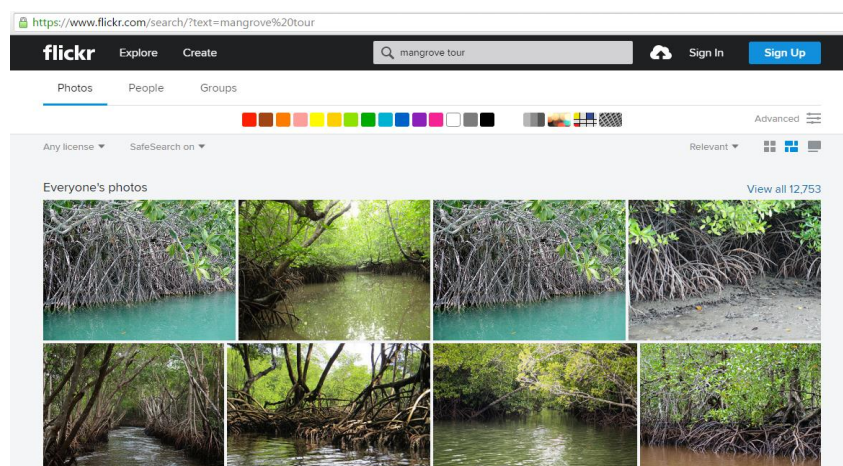 https://www.flickr.com/search/?text=mangrove%20tour
flickr Explore Create mangrove tour Sign In Sign Up
Photos People Groups
Advanced
Any license SafeSearch on Relevant
Everyone's photos View all 12,753